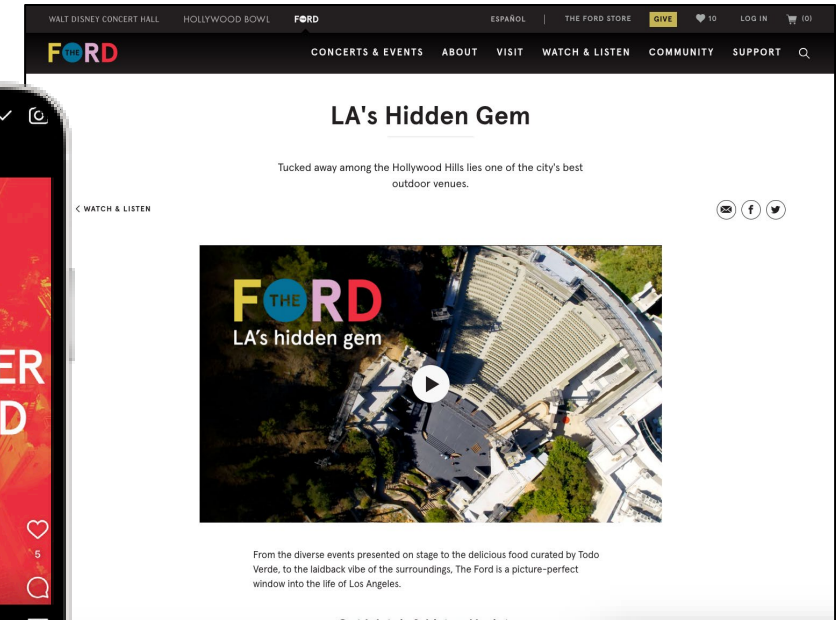 WALT DISNEY CONCERT HALL HOLLYWOOD BOWL FORD ESPAÑOL THE FORD STORE GIVE 10 LOG IN (0)
FTHERD CONCERTS & EVENTS ABOUT VISIT WATCH & LISTEN COMMUNITY SUPPORT
LA's Hidden Gem
Tucked away among the Hollywood Hills lies one of the city's best
outdoor venues.
< WATCH & LISTEN
F THE RD
LA's hidden gem
ER
D
5
From the diverse events presented on stage to the delicious food curated by Todo
Verde, to the laidback vibe of the surroundings, The Ford is a picture-perfect
window into the life of Los Angeles.